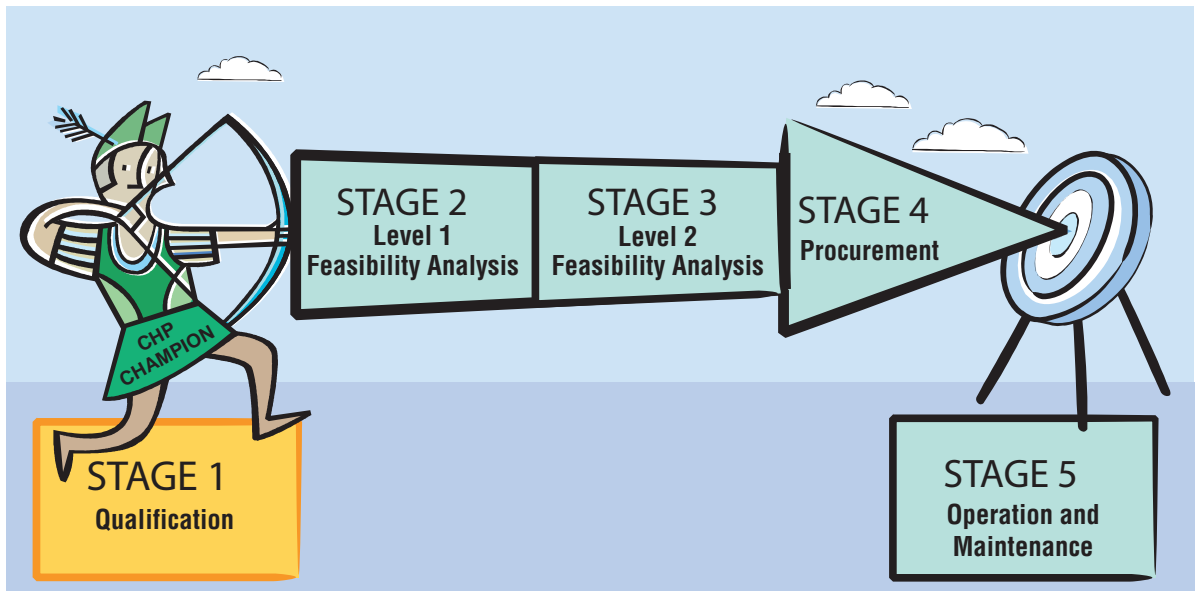 CHP
CHAMPION
STAGE 1
Qualification
STAGE 2
Level 1
Feasibility Analysis
STAGE 3
Level 2
Feasibility Analysis
STAGE 4
Procurement
STAGE 5
Operation and
Maintenance